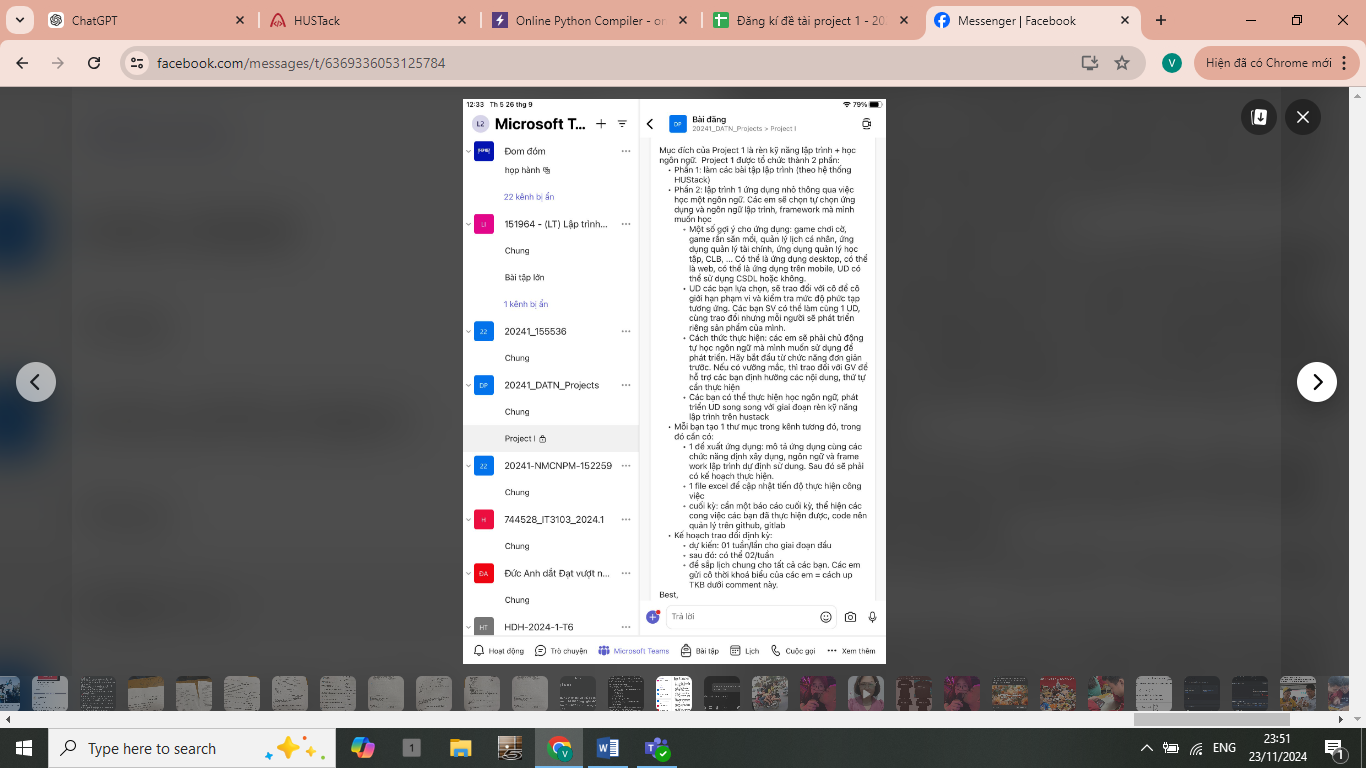 ChatGPT
HUSTack
Online Python Compiler - on
Đăng kí đề tài project 1 - 202
Messenger | Facebook
facebook.com/messages/t/6369336053125784
V
Hiện đã có Chrome mới
12:33 Th 5 26 thg 9
79%
LZ
Microsoft T...
Đom đóm
họp hành
22 kênh bị ẩn
LI
151964 - (LT) Lập trình...
Chung
Bài tập lớn
1 kênh bị ẩn
22
20241_155536
Chung
DP
20241_DATN_Projects
Chung
Project I
22
20241-NMCNPM-152259
Chung
H
744528_IT3103_2024.1
Chung
ĐA
Đức Anh dắt Đạt vượt n...
Chung
HT
HDH-2024-1-T6
DP
Bài đăng
20241_DATN_Projects > Project I
Mục đích của Project 1 là rèn kỹ năng lập trình + học
ngôn ngữ. Project 1 được tổ chức thành 2 phần:
• Phần 1: làm các bài tập lập trình (theo hệ thống
HUStack)
• Phần 2: lập trình 1 ứng dụng nhỏ thông qua việc
học một ngôn ngữ. Các em sẽ chọn tự chọn ứng
dụng và ngôn ngữ lập trình, framework mà mình
muốn học
• Một số gợi ý cho ứng dụng: game chơi cờ,
game rắn săn mồi, quản lý lịch cá nhân, ứng
dụng quản lý tài chính, ứng dụng quản lý học
tập, CLB, ... Có thể là ứng dụng desktop, có thể
là web, có thể là ứng dụng trên mobile, UD có
thể sử dụng CSDL hoặc không.
• UD các bạn lựa chọn, sẽ trao đổi với cô để cô
giới hạn phạm vi và kiểm tra mức độ phức tạp
tương ứng. Các bạn SV có thể làm cùng 1 UD,
cùng trao đổi nhưng mỗi người sẽ phát triển
riêng sản phẩm của mình.
• Cách thức thực hiện: các em sẽ phải chủ động
tự học ngôn ngữ mà mình muốn sử dụng để
phát triển. Hãy bắt đầu từ chức năng đơn giản
trước. Nếu có vướng mắc, thì trao đổi với GV để
hỗ trợ các bạn định hướng các nội dung, thứ tự
cần thực hiện
• Các bạn có thể thực hiện học ngôn ngữ, phát
triển UD song song với giai đoạn rèn kỹ năng
lập trình trên hustack
• Mỗi bạn tạo 1 thư mục trong kênh tương đó, trong
đó cần có:
• 1 đề xuất ứng dụng: mô tả ứng dụng cùng các
chức năng định xây dụng, ngôn ngữ và frame
work lập trình dự định sử dung. Sau đó sẽ phải
có kế hoạch thực hiện.
• 1 file excel để cập nhật tiến độ thực hiện công
việc
• cuối kỳ: cần một báo cáo cuối kỳ, thể hiện các
cong việc các bạn đã thực hiện được, code nên
quản lý trên github, gitlab
• Kế hoạch trao đổi định kỳ:
• dự kiến: 01 tuần/lần cho giai đoạn đầu
• sau đó: có thể 02/tuần
• để sắp lịch chung cho tất cả các bạn. Các em
gửi cô thời khoá biểu của các em = cách up
TKB dưới comment này.
Best,
Trả lời
Hoạt động
Trò chuyện
Microsoft Teams
Bài tập
Lịch
Cuộc gọi
Xem thêm
Type here to search
1
ENG
23:51
23/11/2024
1